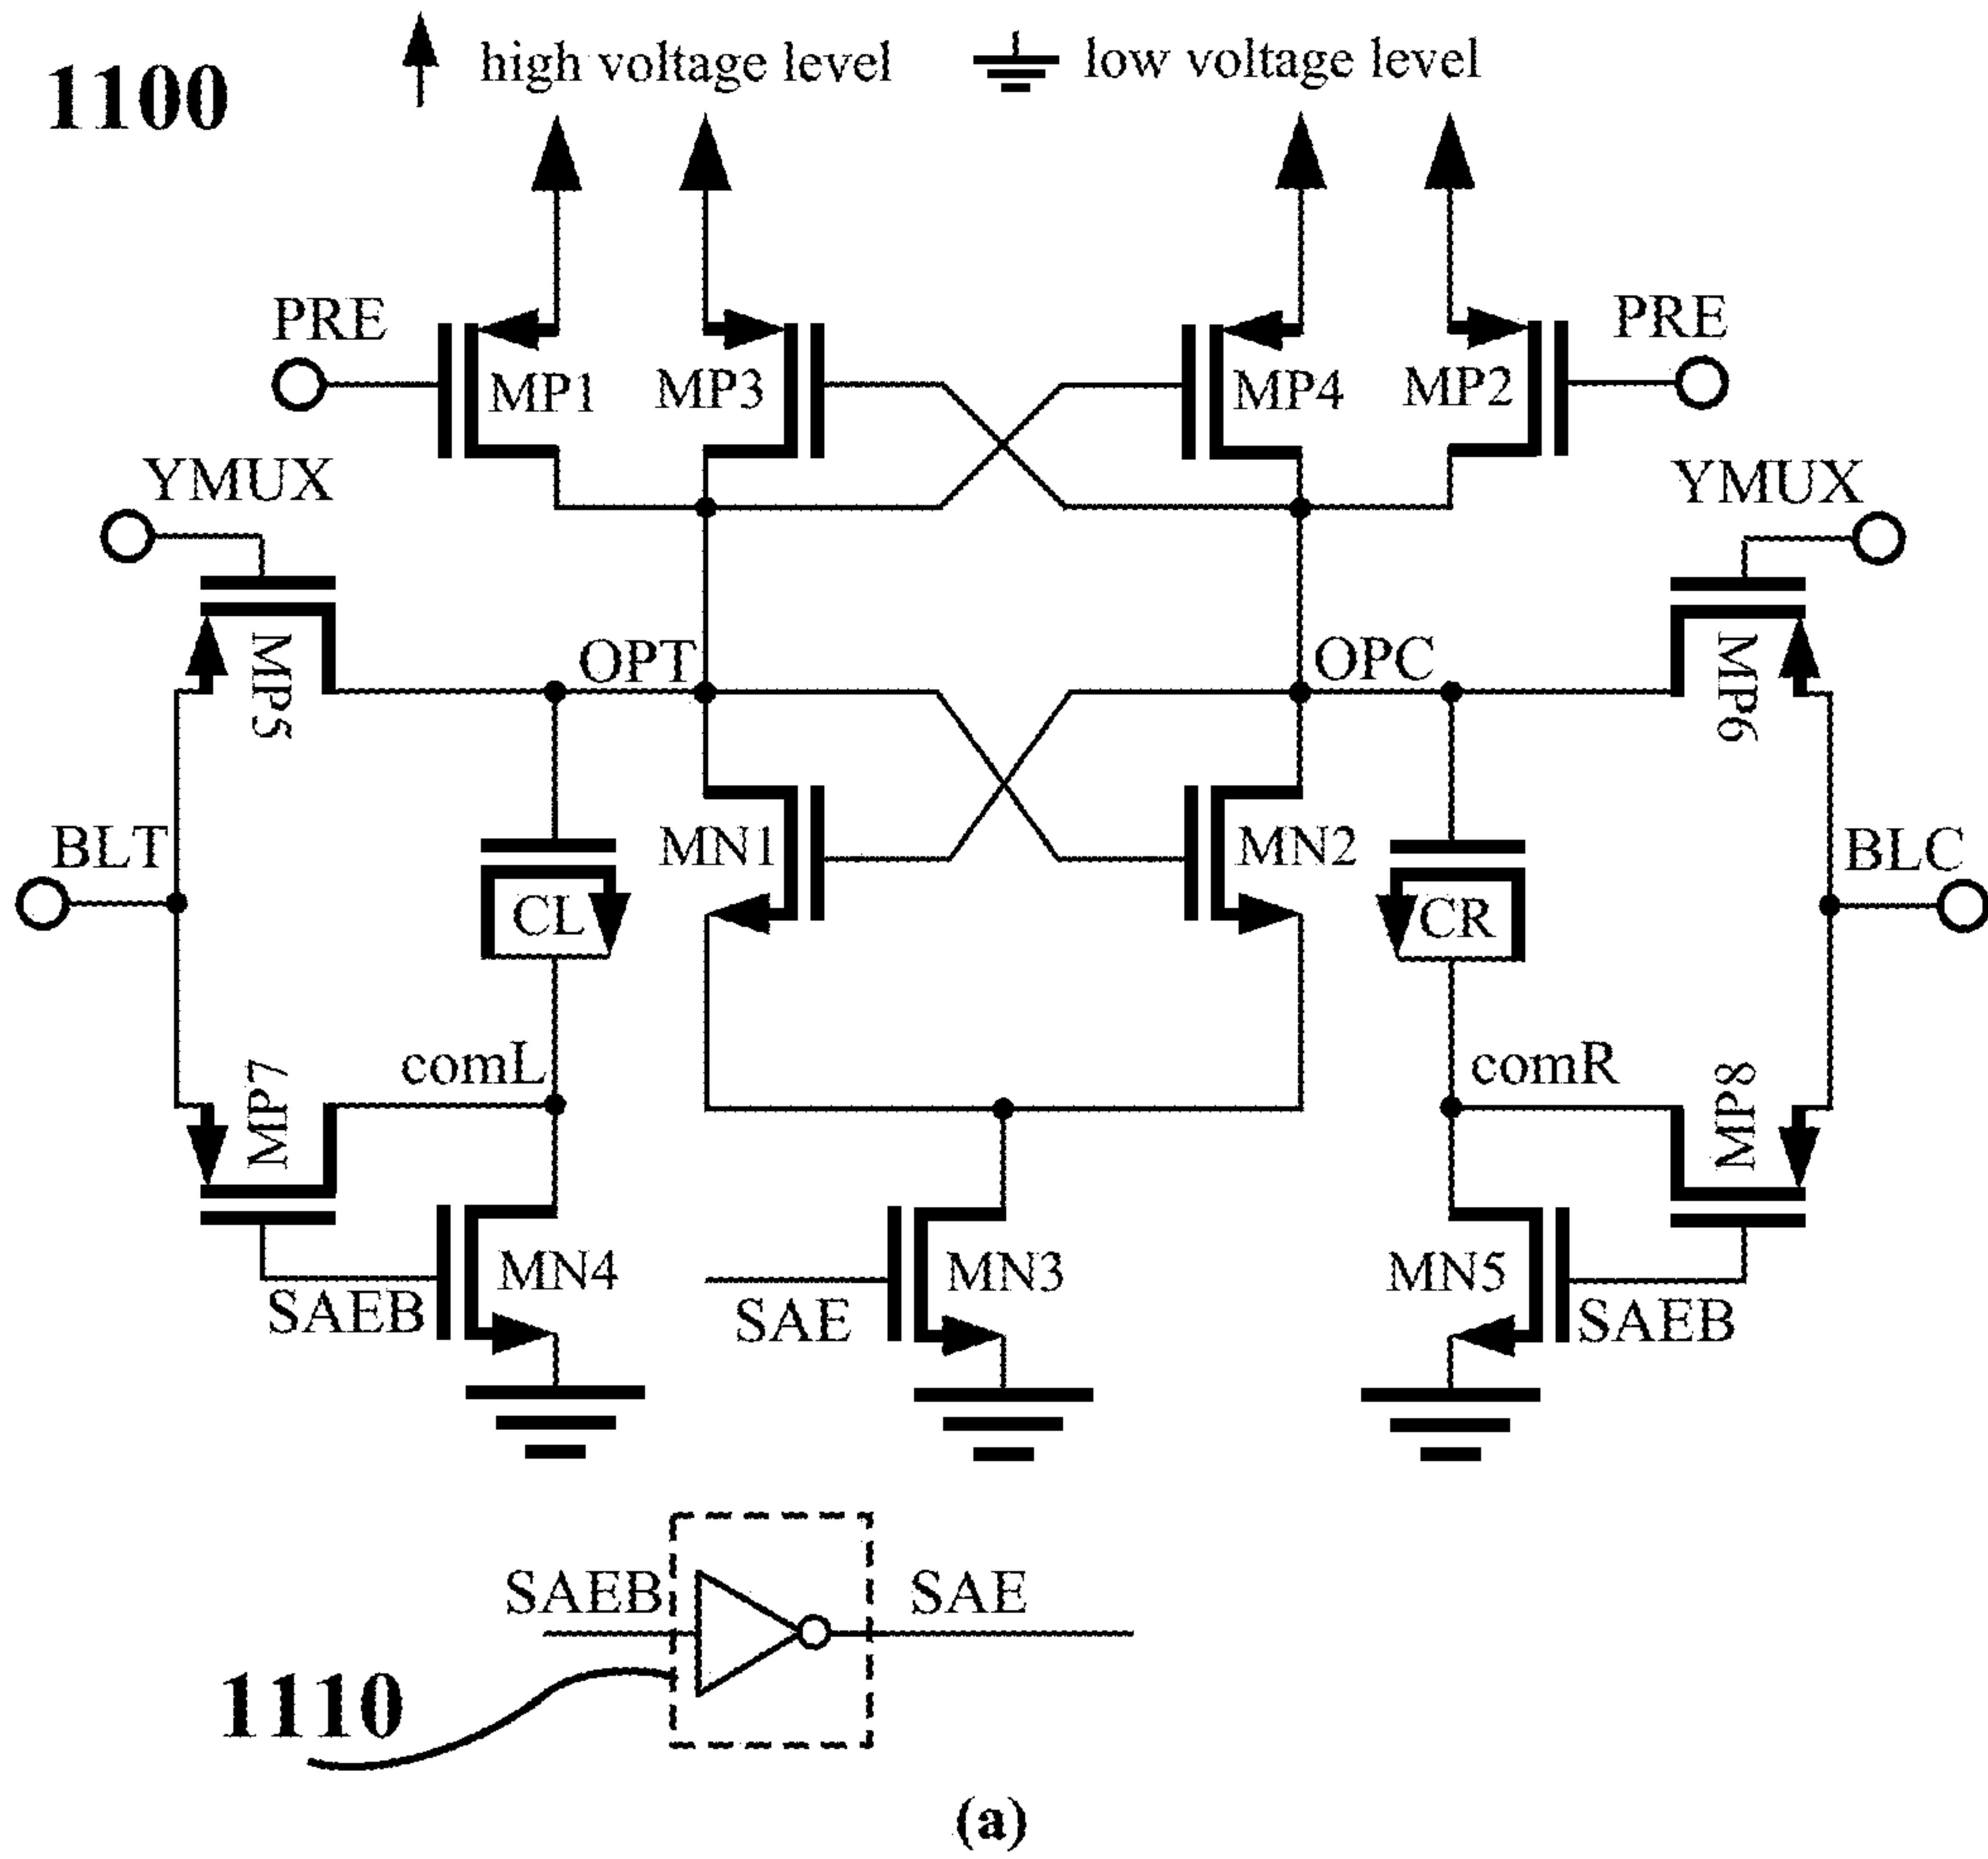 high voltage level
low voltage level
1100
PRE
MP1
MP3
MP4
MP2
PRE
YMUX
YMUX
MP5
OPT
OPC
MP6
BLT
CL
MN1
MN2
CR
BLC
MP7
comL
comR
MP8
SAEB
MN4
SAE
MN3
MN5
SAEB
SAEB
SAE
1110
(a)